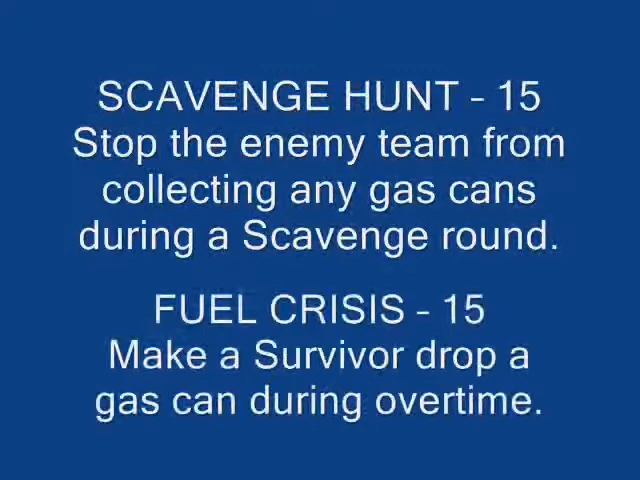 SCAVENGE HUNT – 15
Stop the enemy team from
collecting any gas cans
during a Scavenge round.
FUEL CRISIS – 15
Make a Survivor drop a
gas can during overtime.